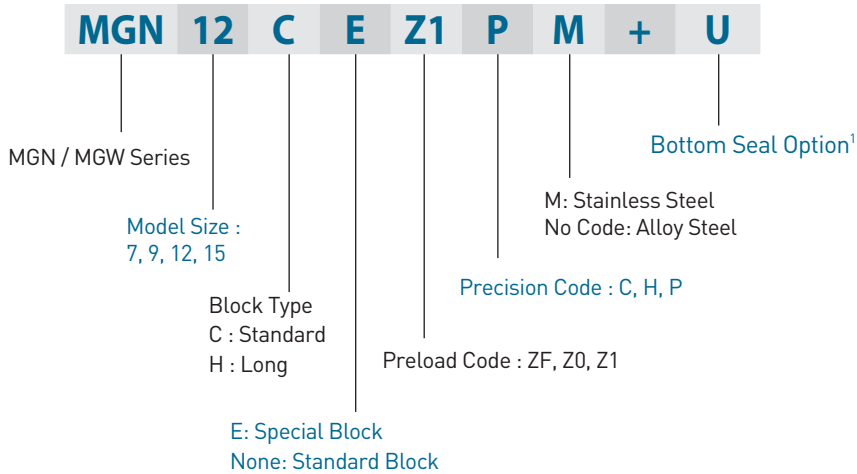 MGN 12 C E Z1 P M + U
MGN / MGW Series
Bottom Seal Option¹
M: Stainless Steel
No Code: Alloy Steel
Model Size :
7, 9, 12, 15
Precision Code : C, H, P
Block Type
C : Standard
H : Long
Preload Code : ZF, Z0, Z1
E: Special Block
None: Standard Block